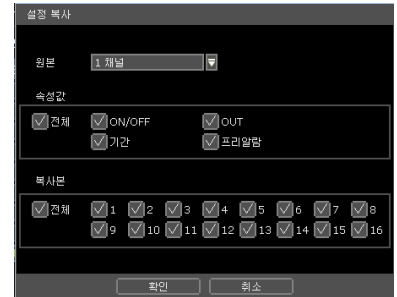 설정 복사
원본 1 채널
속성값
전체 ON/OFF OUT
기간 프리알람
복사본
전체 1 2 3 4 5 6 7 8
9 10 11 12 13 14 15 16
확인 취소